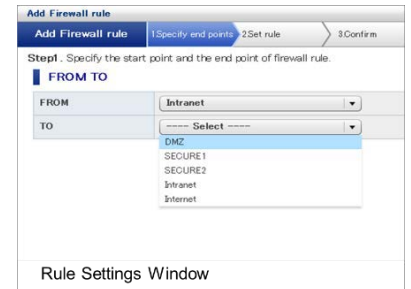 Add Firewall rule
Add Firewall rule 1.Specify end points 2.Set rule 3.Confirm
Step1. Specify the start point and the end point of firewall rule.
FROM TO
FROM Intranet
TO ---- Select ----
DMZ
SECURE1
SECURE2
Intranet
Internet
Rule Settings Window